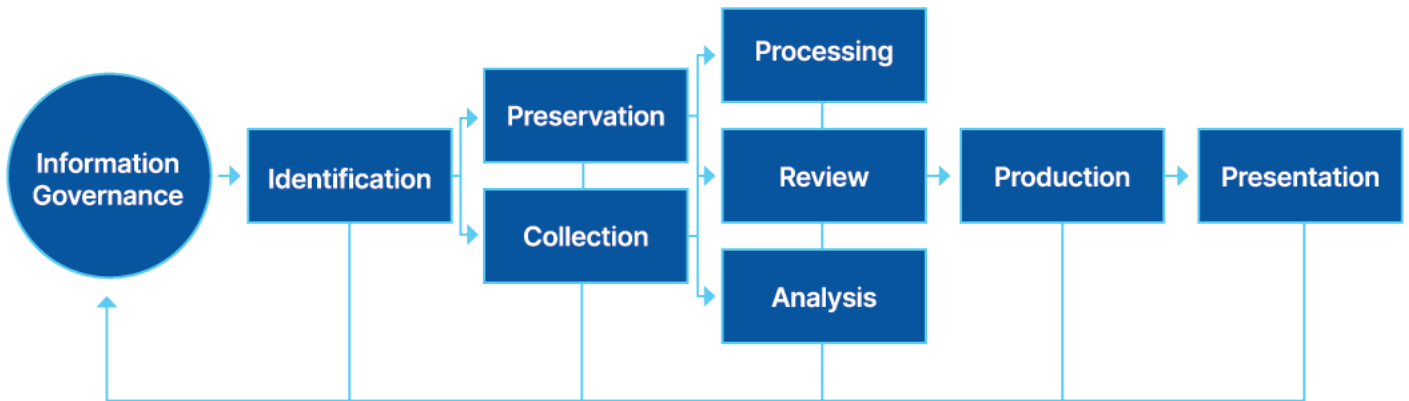 Information
Governance
Identification
Preservation
Collection
Processing
Review
Analysis
Production
Presentation